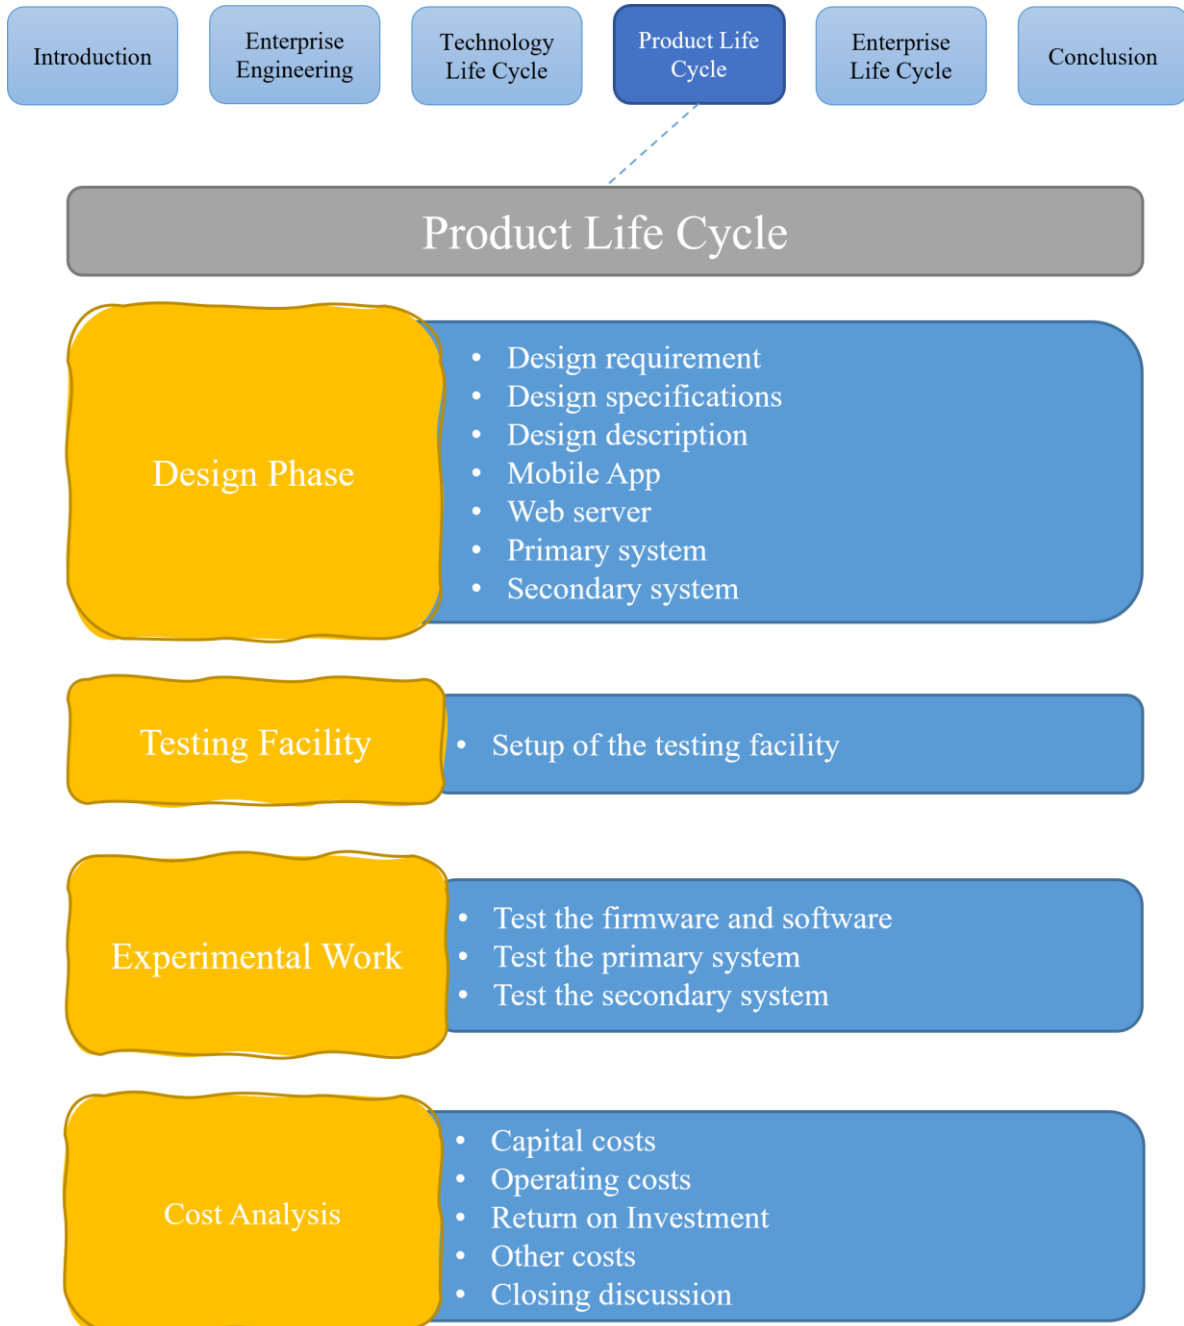 Introduction
Enterprise
Engineering
Technology
Life Cycle
Product Life
Cycle
Enterprise
Life Cycle
Conclusion
Product Life Cycle
Design Phase
• Design requirement
• Design specifications
• Design description
• Mobile App
• Web server
• Primary system
• Secondary system
Testing Facility
• Setup of the testing facility
Experimental Work
• Test the firmware and software
• Test the primary system
• Test the secondary system
Cost Analysis
• Capital costs
• Operating costs
• Return on Investment
• Other costs
• Closing discussion